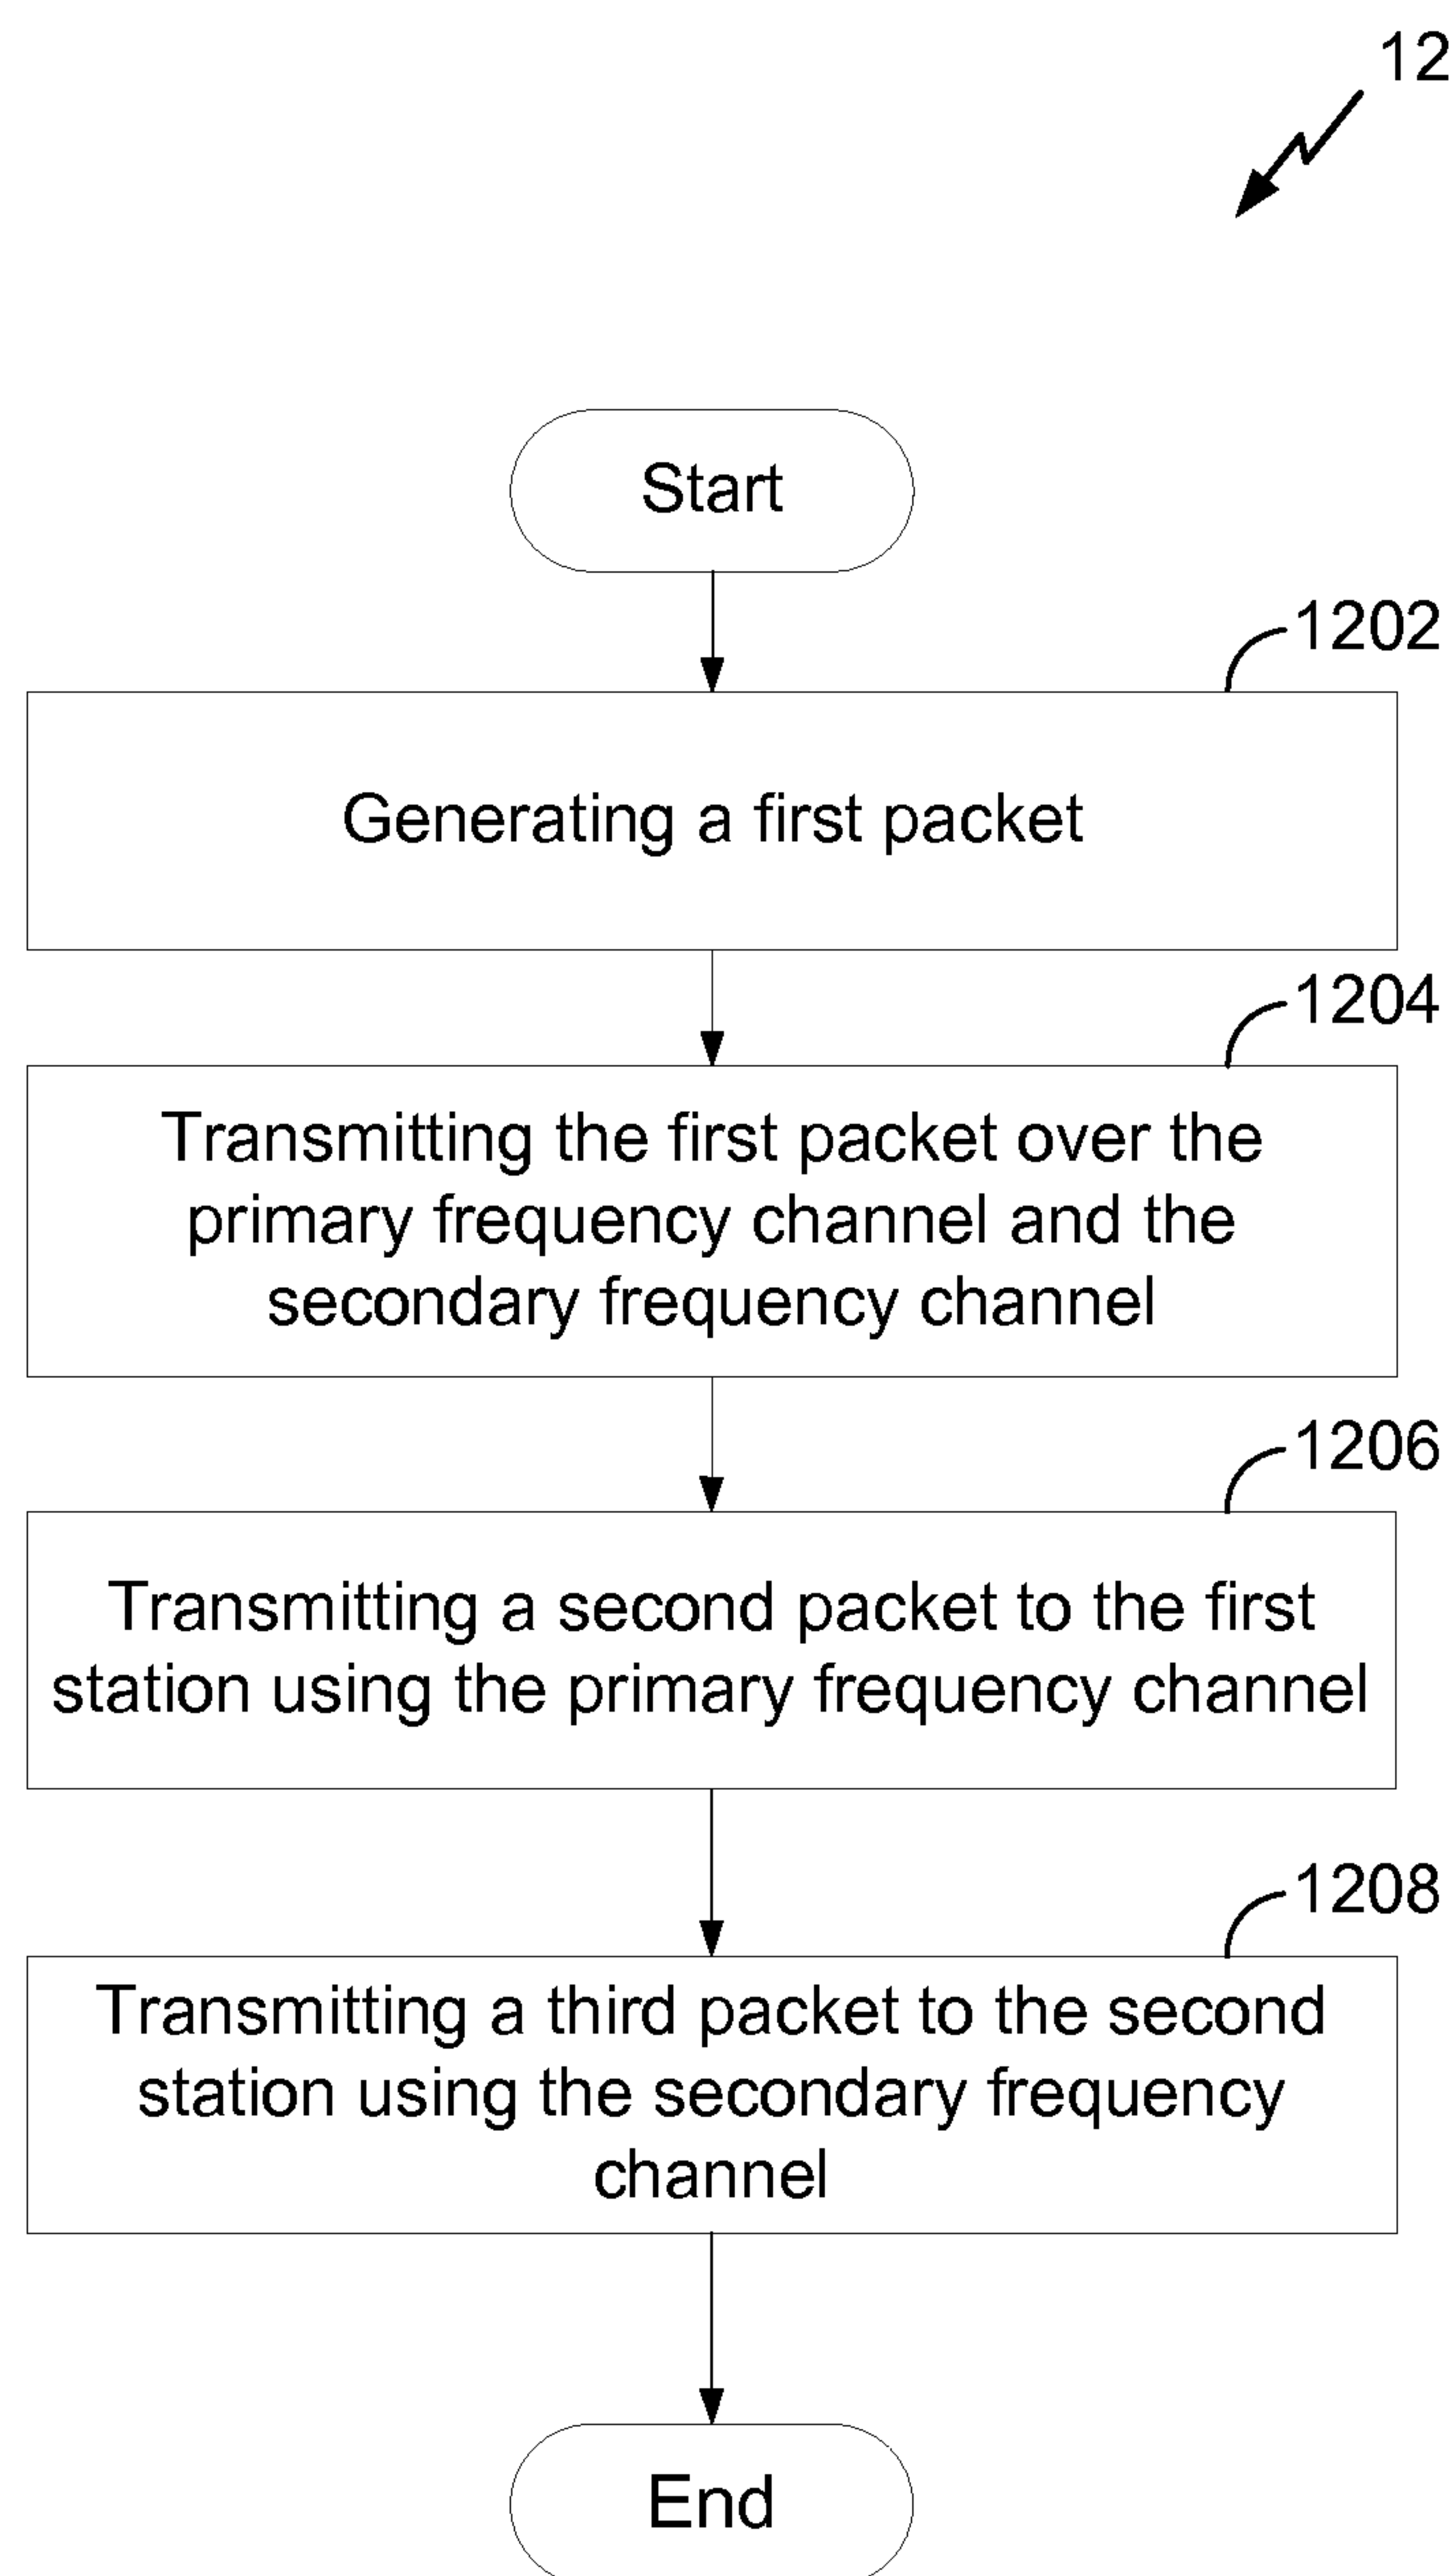 12
Start
1202
Generating a first packet
1204
Transmitting the first packet over the
primary frequency channel and the
secondary frequency channel
1206
Transmitting a second packet to the first
station using the primary frequency channel
1208
Transmitting a third packet to the second
station using the secondary frequency
channel
End